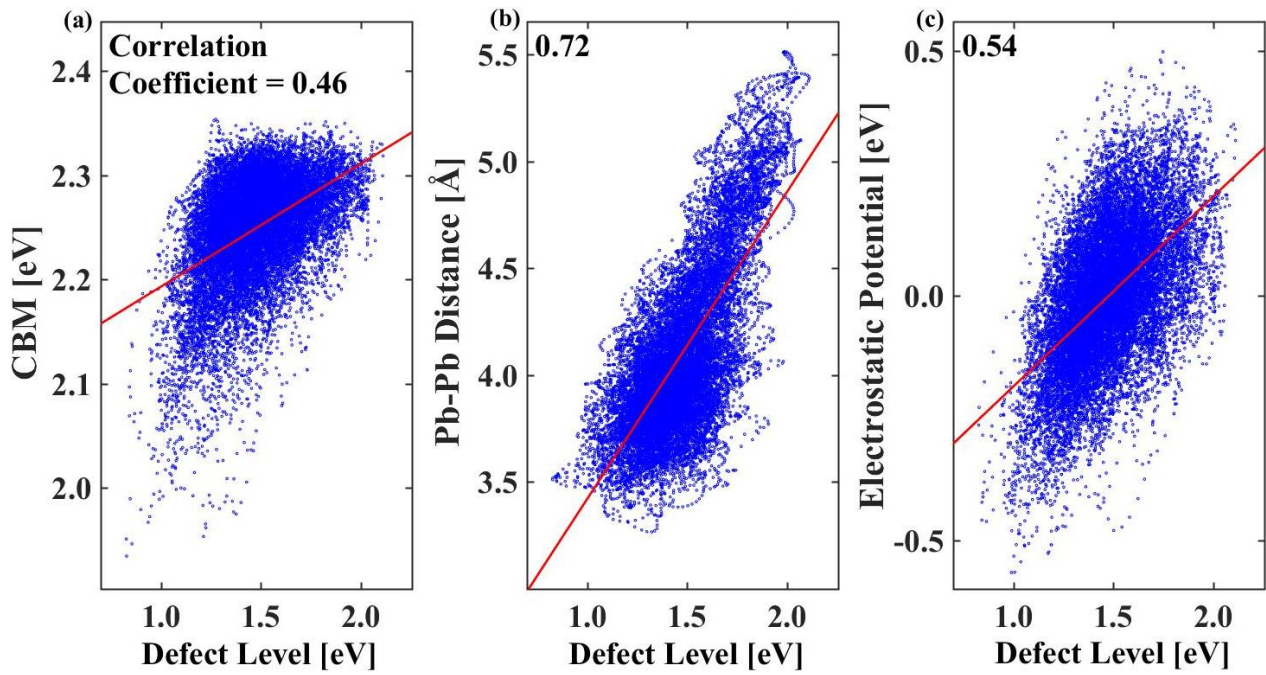 (a)
Correlation
Coefficient = 0.46
2.4
2.3
2.2
2.1
2.0
CBM [eV]
1.0 1.5 2.0
Defect Level [eV]
(b)
0.72
5.5
5.0
4.5
4.0
3.5
Pb-Pb Distance [Å]
1.0 1.5 2.0
Defect Level [eV]
(c)
0.54
0.5
0.0
-0.5
Electrostatic Potential [eV]
1.0 1.5 2.0
Defect Level [eV]